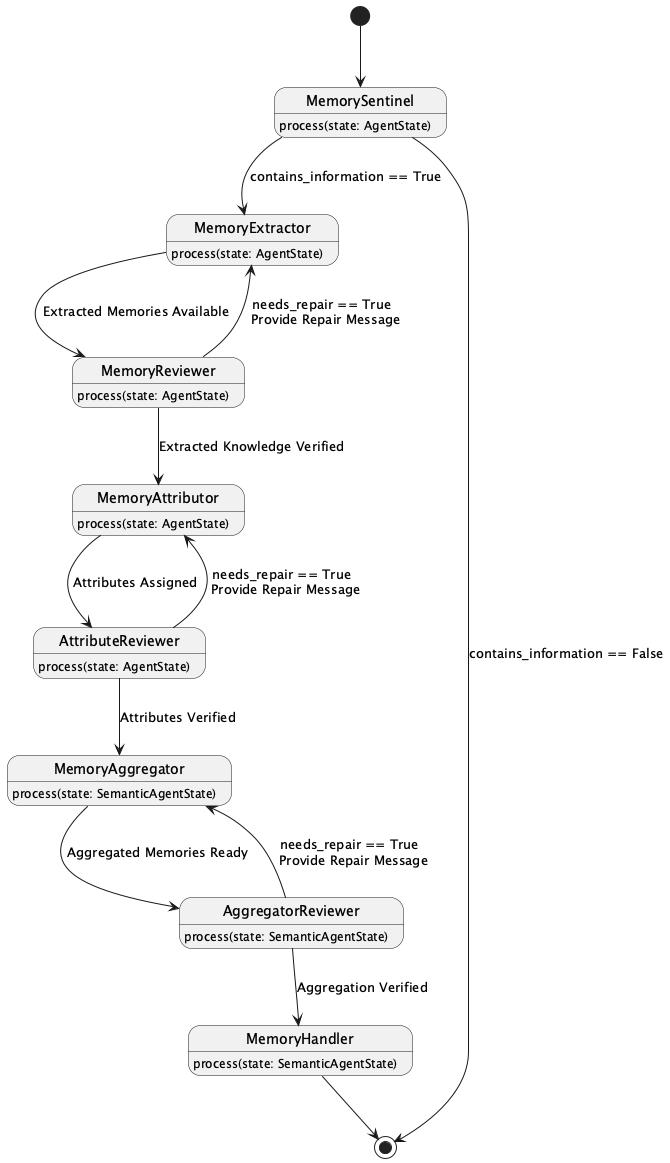 MemorySentinel
process(state: AgentState)
contains_information == True
MemoryExtractor
process(state: AgentState)
Extracted Memories Available
needs_repair == True
Provide Repair Message
MemoryReviewer
process(state: AgentState)
Extracted Knowledge Verified
MemoryAttributor
process(state: AgentState)
Attributes Assigned
needs_repair == True
Provide Repair Message
AttributeReviewer
process(state: AgentState)
contains_information == False
Attributes Verified
MemoryAggregator
process(state: SemanticAgentState)
Aggregated Memories Ready
needs_repair == True
Provide Repair Message
AggregatorReviewer
process(state: SemanticAgentState)
Aggregation Verified
MemoryHandler
process(state: SemanticAgentState)